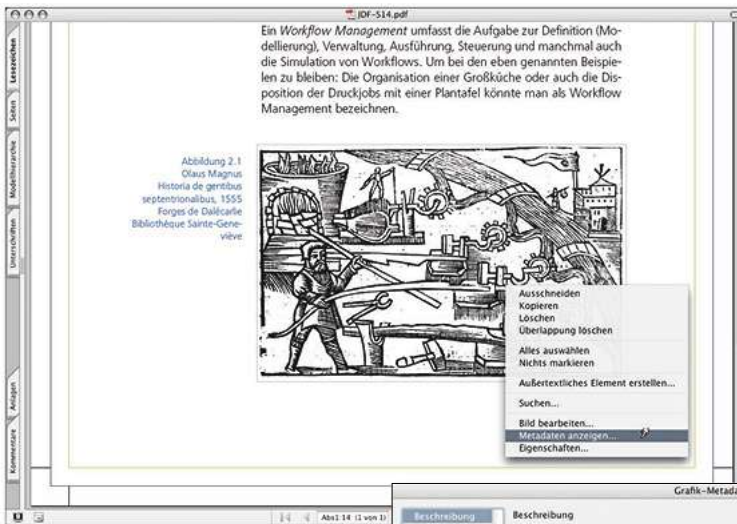 JDF-S14.pdf
Ein Workflow Management umfasst die Aufgabe zur Definition (Mo-
dellierung), Verwaltung, Ausführung, Steuerung und manchmal auch
die Simulation von Workflows. Um bei den eben genannten Beispie-
len zu bleiben: Die Organisation einer Großküche oder auch die Dis-
position der Druckjobs mit einer Plantafel könnte man als Workflow
Management bezeichnen.
Lesezeichen
Seiten
Modellhierarchie
Unterschriften
Anlagen
Kommentare
Abbildung 2.1
Olaus Magnus
Historia de gentibus
septentrionalibus, 1555
Forges de Dalécarlie
Bibliothèque Sainte-Gene-
viève
Ausschneiden
Kopieren
Löschen
Überlappung löschen
Alles auswählen
Nichts markieren
Außertextliches Element erstellen...
Suchen...
Bild bearbeiten...
Metadaten anzeigen...
Eigenschaften...
Abs1:14 (1 von 1)
Grafik-Metada
Beschreibung
Beschreibung